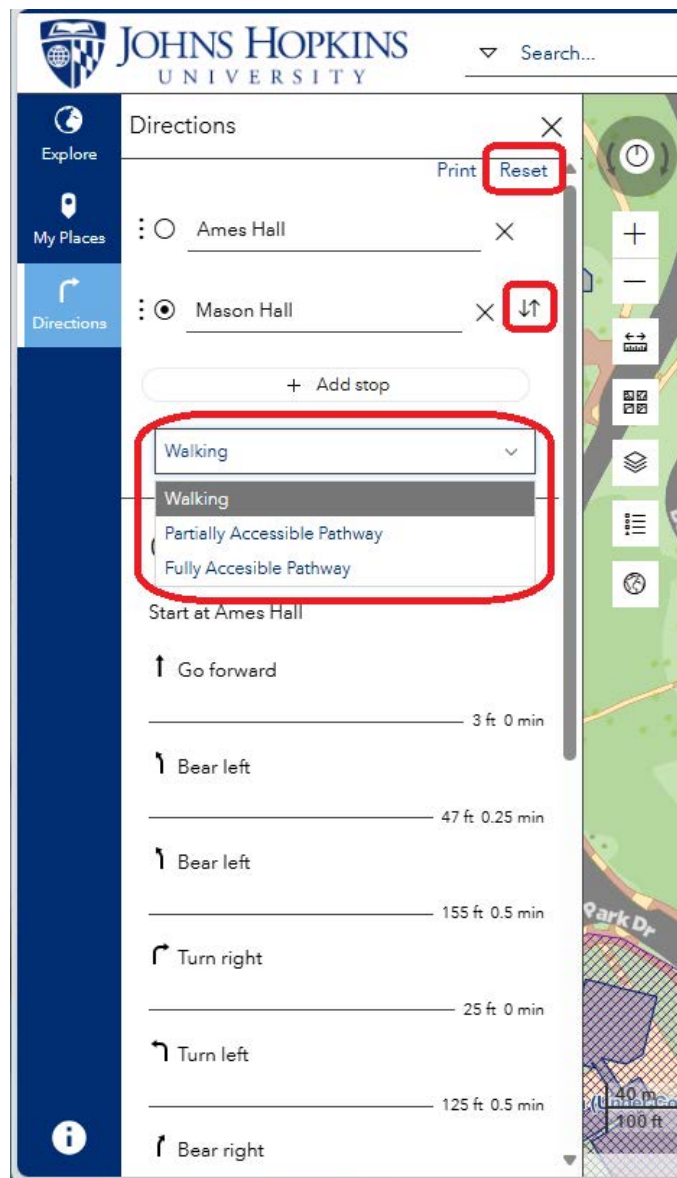 JOHNS HOPKINS
UNIVERSITY
Search...
Explore
My Places
Directions
Directions
Print Reset
Ames Hall
Mason Hall
+ Add stop
Walking
Walking
Partially Accessible Pathway
Fully Accesible Pathway
Start at Ames Hall
Go forward
3 ft 0 min
Bear left
47 ft 0.25 min
Bear left
155 ft 0.5 min
Turn right
25 ft 0 min
Turn left
125 ft 0.5 min
Bear right
Park Dr
40 m
100 ft